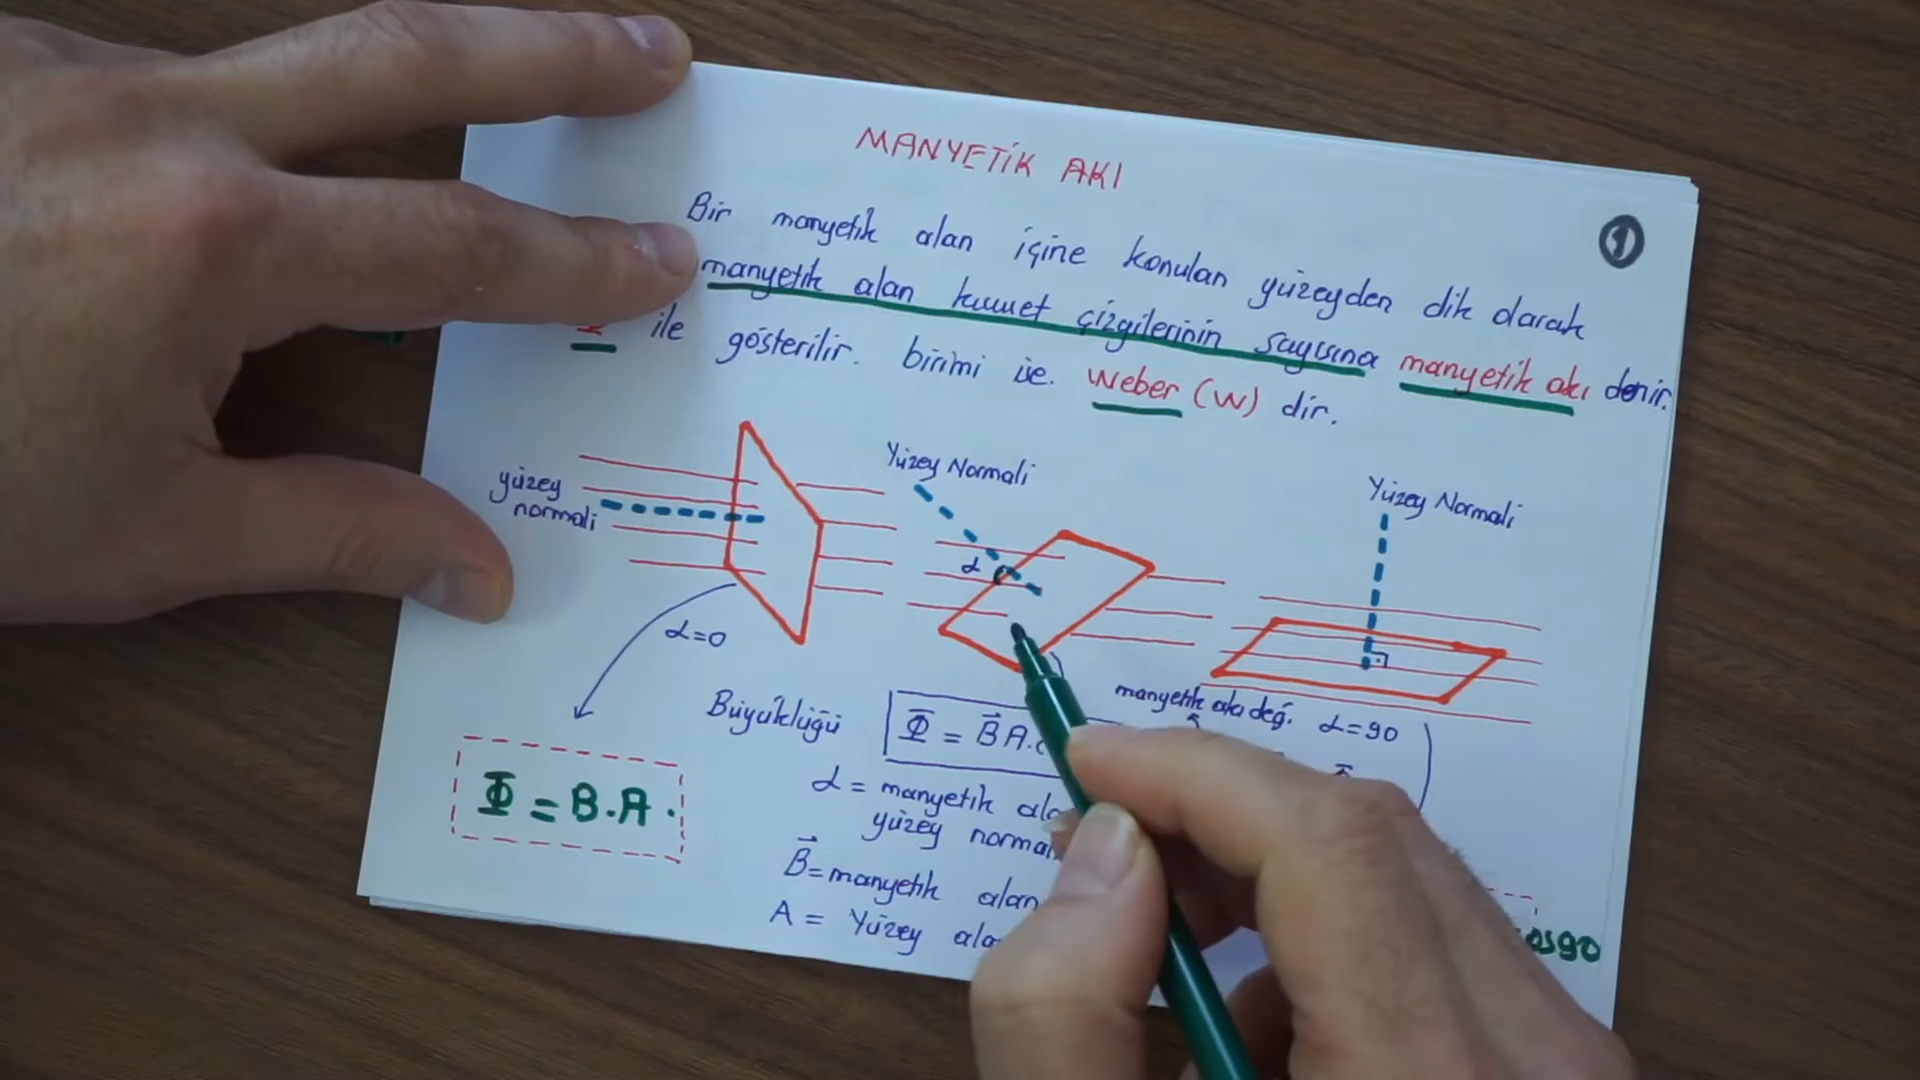 MANYETİK AKI
1
Bir manyetik alan içine konulan yüzeyden dik olarak
manyetik alan kuvvet çizgilerinin sayısına manyetik akı denir.
ile gösterilir. birimi ise. Weber (W) dir.
yüzey
normali
Yüzey Normali
Yüzey Normali
α
α=0
Büyüklüğü
Φ = B A.
manyetik akı değ. α=90
Φ = B.A.
α = manyetik
yüzey
B = manyetik alan
A = Yüzey